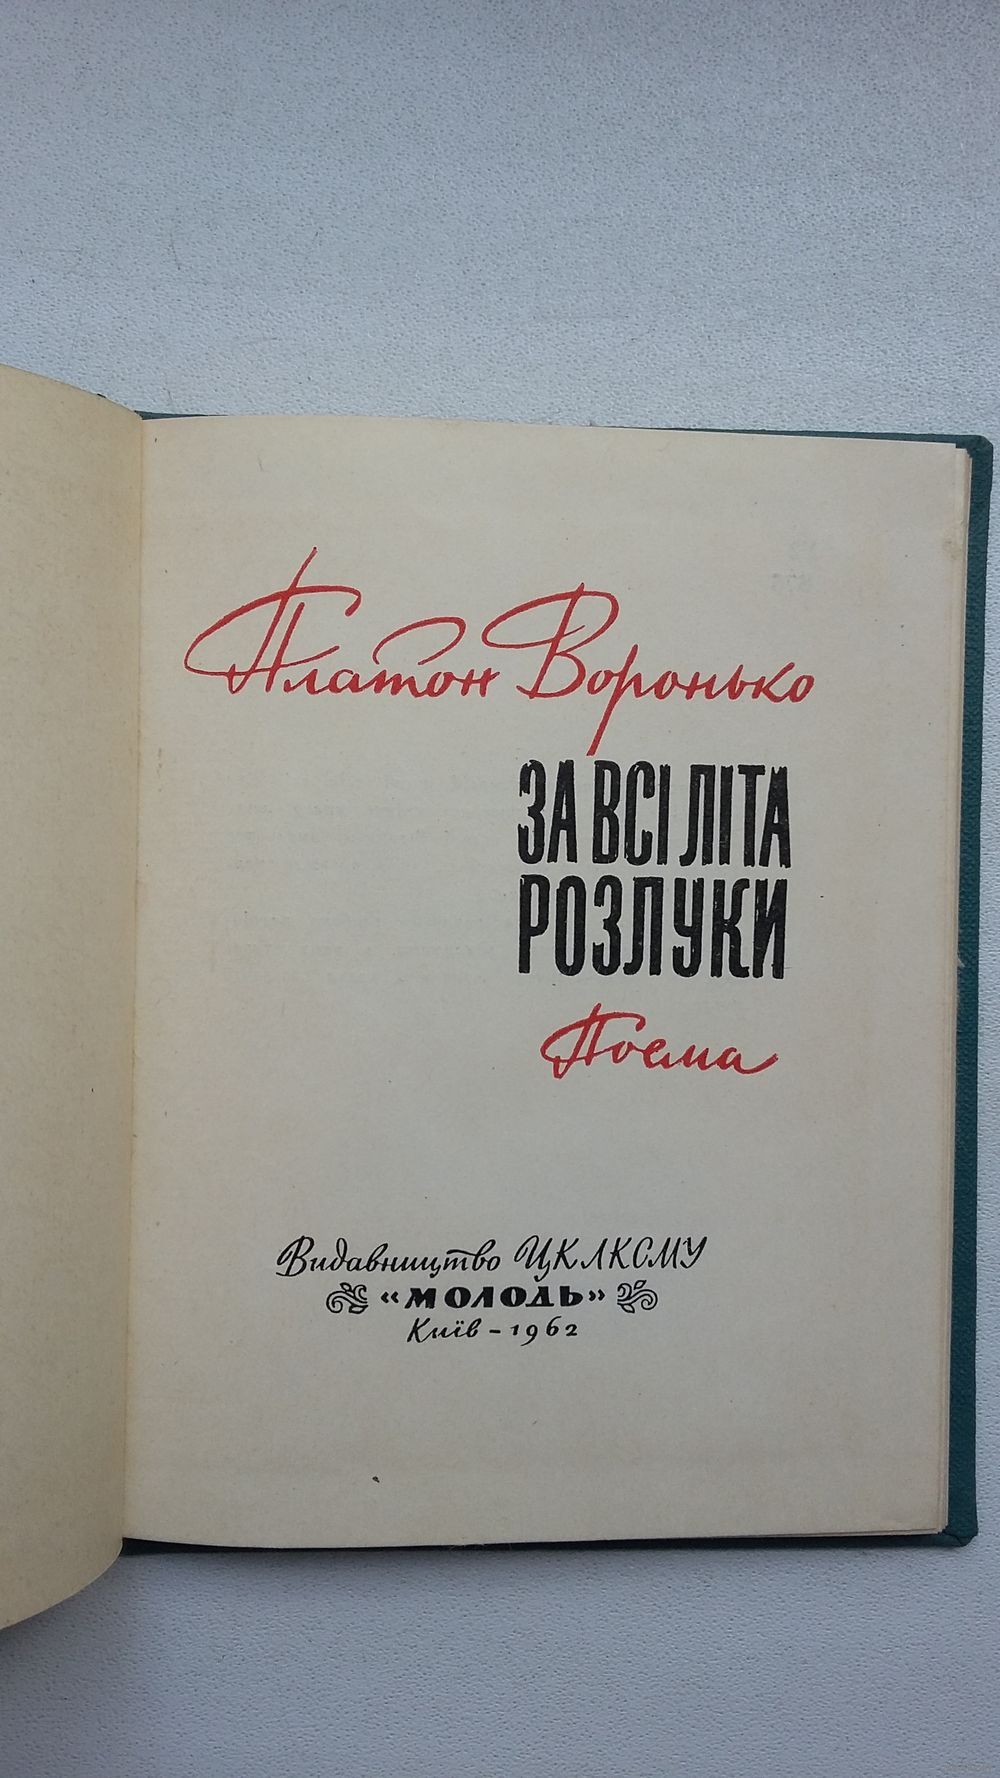 Платон Воронько
ЗА ВСІ ЛІТА
РОЗЛУКИ
Поема
Видавництво ЦК ЛКСМУ
«МОЛОДЬ»
Київ – 1962